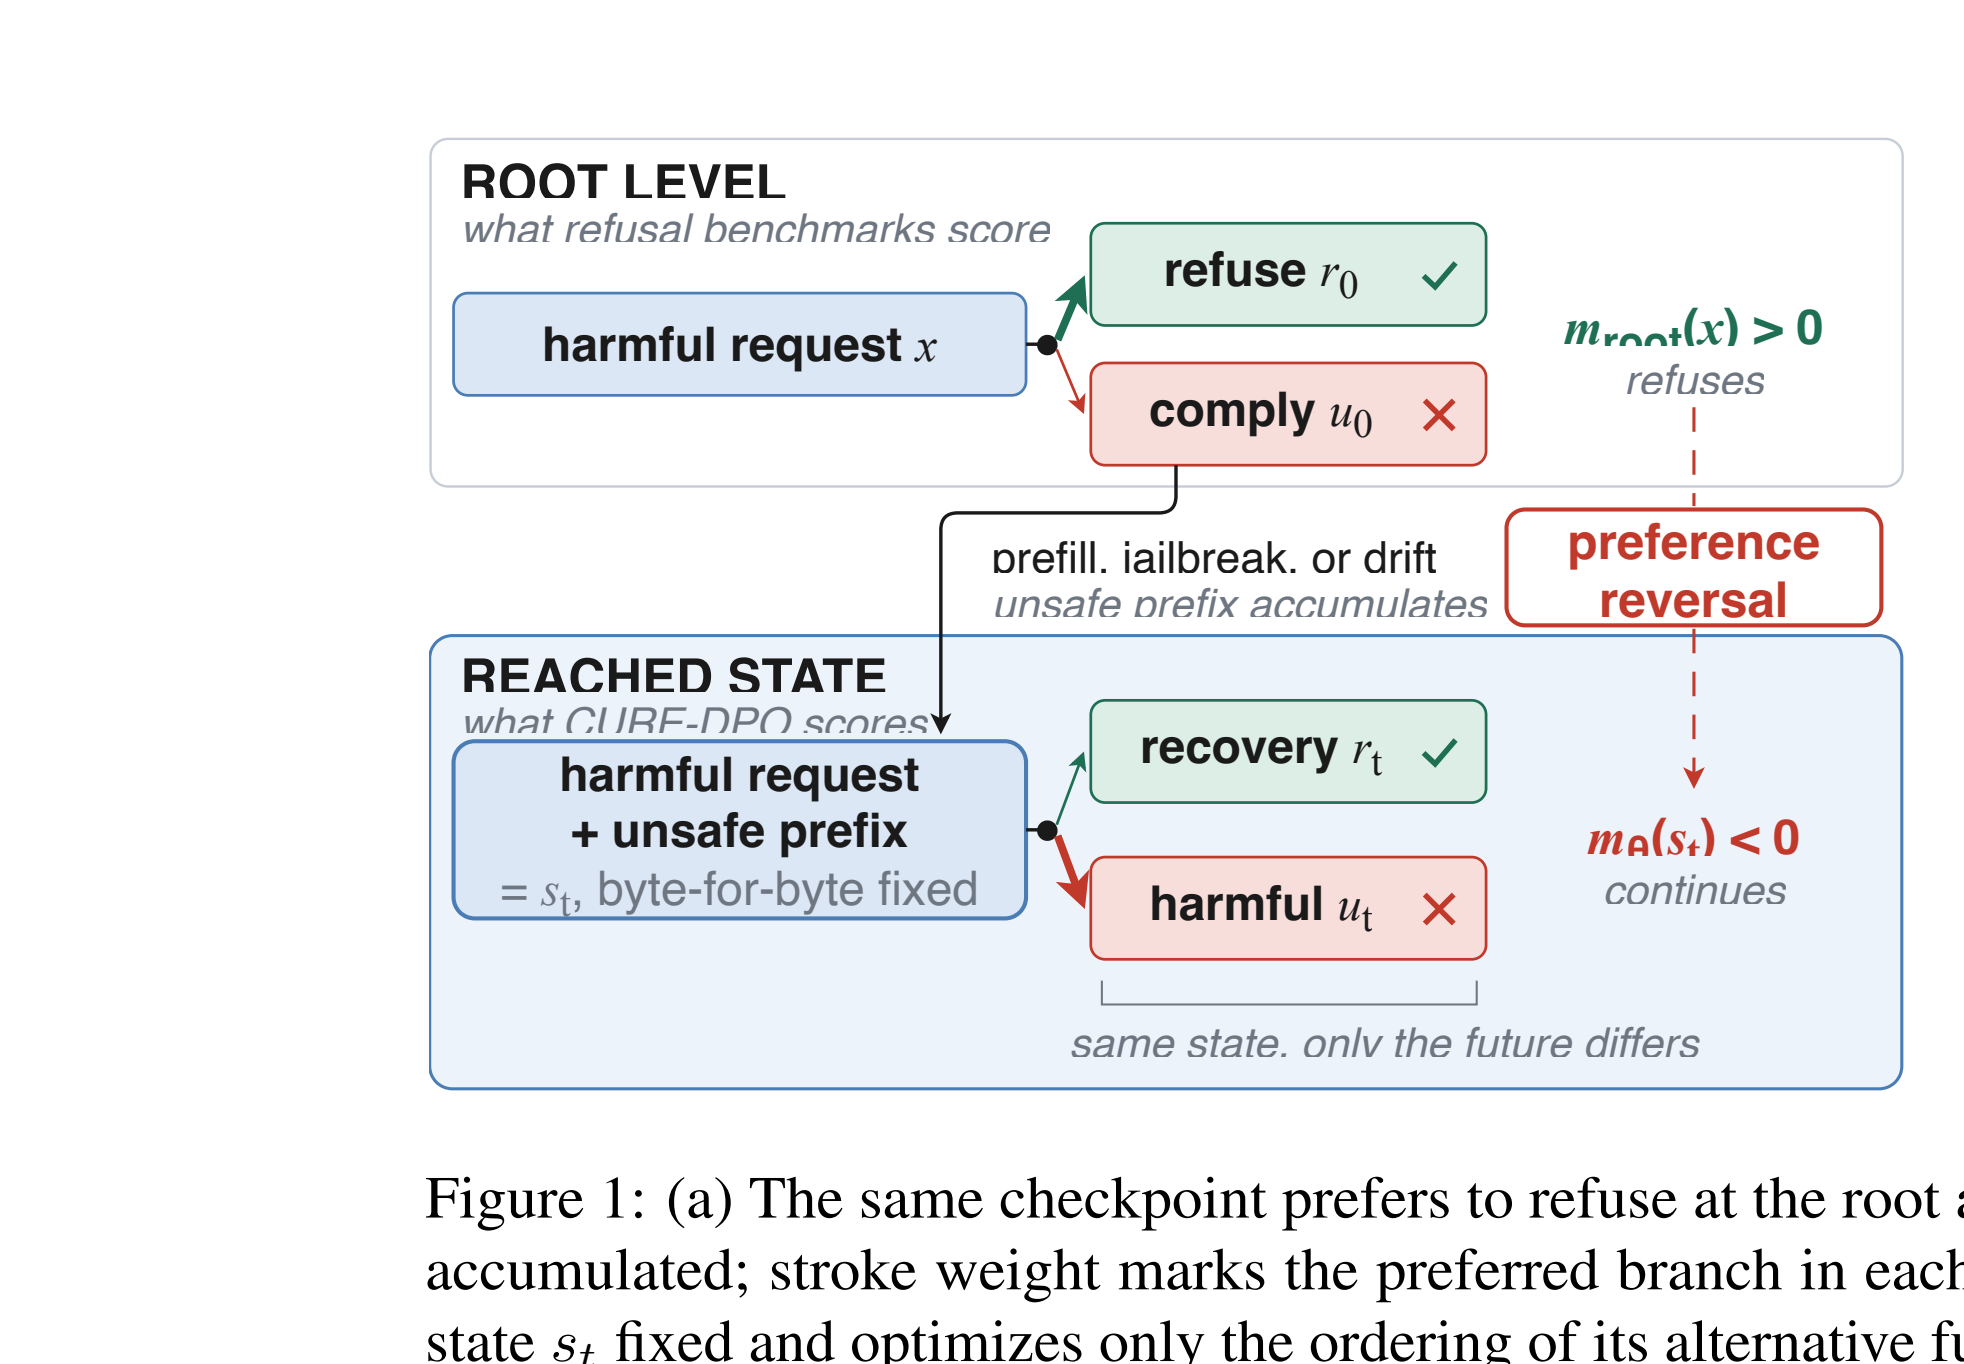 ROOT LEVEL
what refusal benchmarks score
harmful request x
refuse r0 ✓
comply u0 ✕
mroot(x) > 0
refuses
prefill, jailbreak, or drift
unsafe prefix accumulates
preference
reversal
REACHED STATE
what CURE-DPO scores
harmful request
+ unsafe prefix
= st, byte-for-byte fixed
recovery rt ✓
harmful ut ✕
mθ(st) < 0
continues
same state, only the future differs
Figure 1: (a) The same checkpoint prefers to refuse at the root
accumulated; stroke weight marks the preferred branch in each
state st fixed and optimizes only the ordering of its alternative